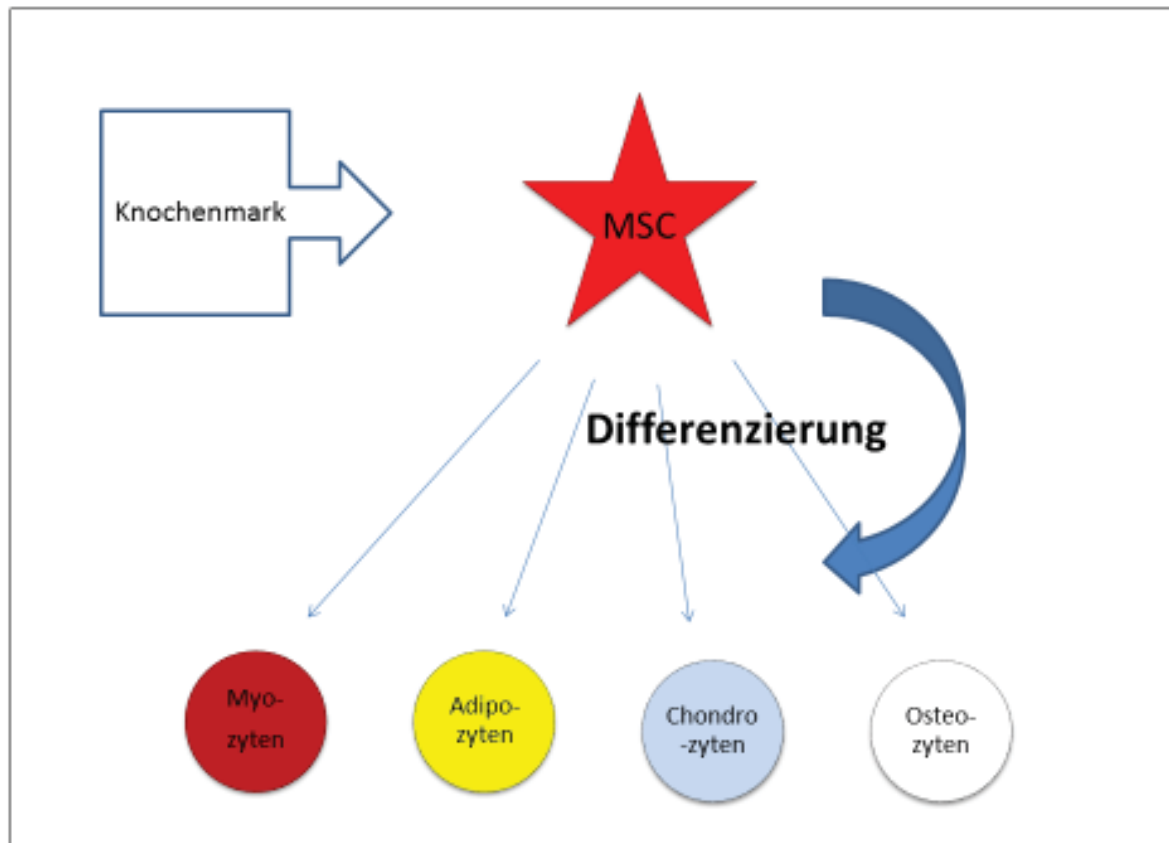 Knochenmark
MSC
Differenzierung
Myo-
zyten
Adipo-
zyten
Chondro
-zyten
Osteo-
zyten